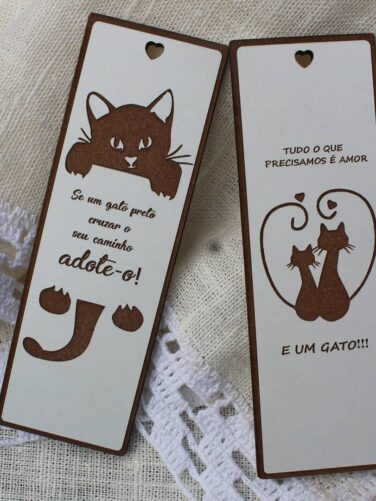 Se um gato preto
cruzar o
seu caminho
adote-o!
TUDO O QUE
PRECISAMOS É AMOR
E UM GATO!!!